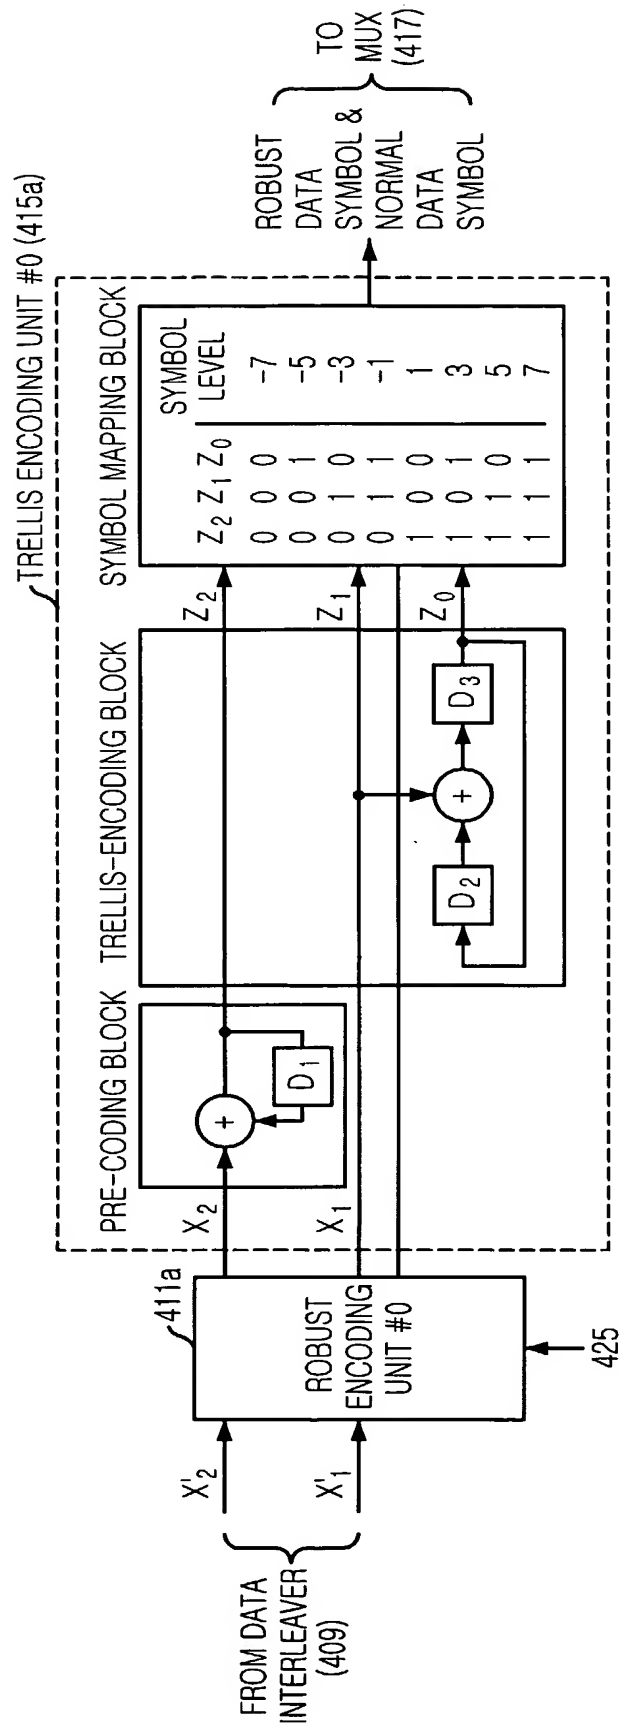 TRELLIS ENCODING UNIT #0 (415a)
PRE-CODING BLOCK
TRELLIS-ENCODING BLOCK
SYMBOL MAPPING BLOCK
FROM DATA
INTERLEAVER
(409)
X'2
X'1
411a
ROBUST
ENCODING
UNIT #0
425
X2
X1
+
D1
D2
+
D3
Z2
Z1
Z0
Z2 Z1 Z0 SYMBOL LEVEL
0 0 0 -7
0 0 1 -5
0 1 0 -3
0 1 1 -1
1 0 0 1
1 0 1 3
1 1 0 5
1 1 1 7
ROBUST
DATA
SYMBOL &
NORMAL
DATA
SYMBOL
TO
MUX
(417)